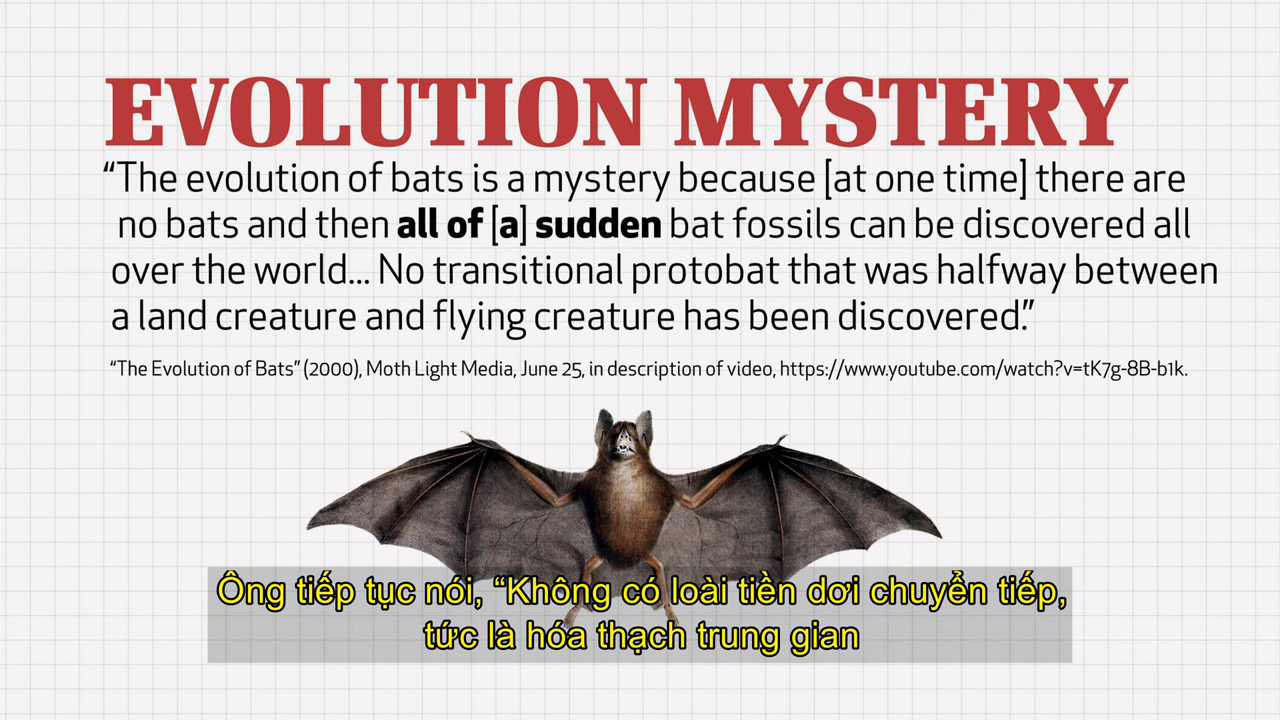 EVOLUTION MYSTERY
“The evolution of bats is a mystery because [at one time] there are
no bats and then all of [a] sudden bat fossils can be discovered all
over the world... No transitional protobat that was halfway between
a land creature and flying creature has been discovered.”
“The Evolution of Bats” (2000), Moth Light Media, June 25, in description of video, https://www.youtube.com/watch?v=tK7g-8B-b1k.
Ông tiếp tục nói, “Không có loài tiền dơi chuyển tiếp,
tức là hóa thạch trung gian